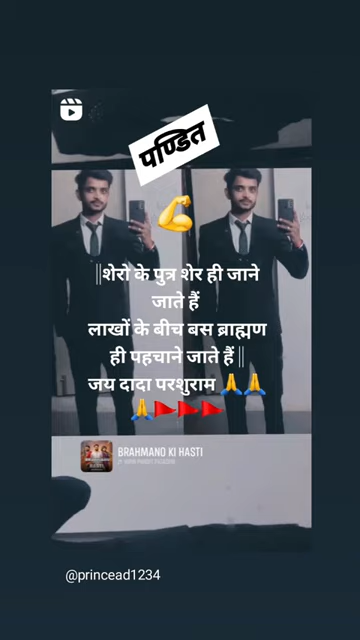 पण्डित
||शेरो के पुत्र शेर ही जाने
जाते हैं
लाखों के बीच बस ब्राह्मण
ही पहचाने जाते हैं ||
जय दादा परशुराम 🙏🙏
🙏🚩🚩🚩
BRAHMANO KI HASTI
@princead1234